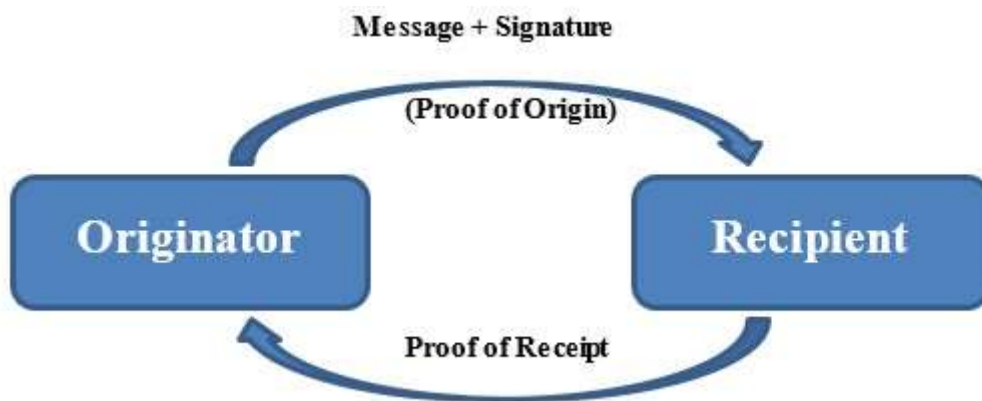 Message + Signature
(Proof of Origin)
Originator
Recipient
Proof of Receipt